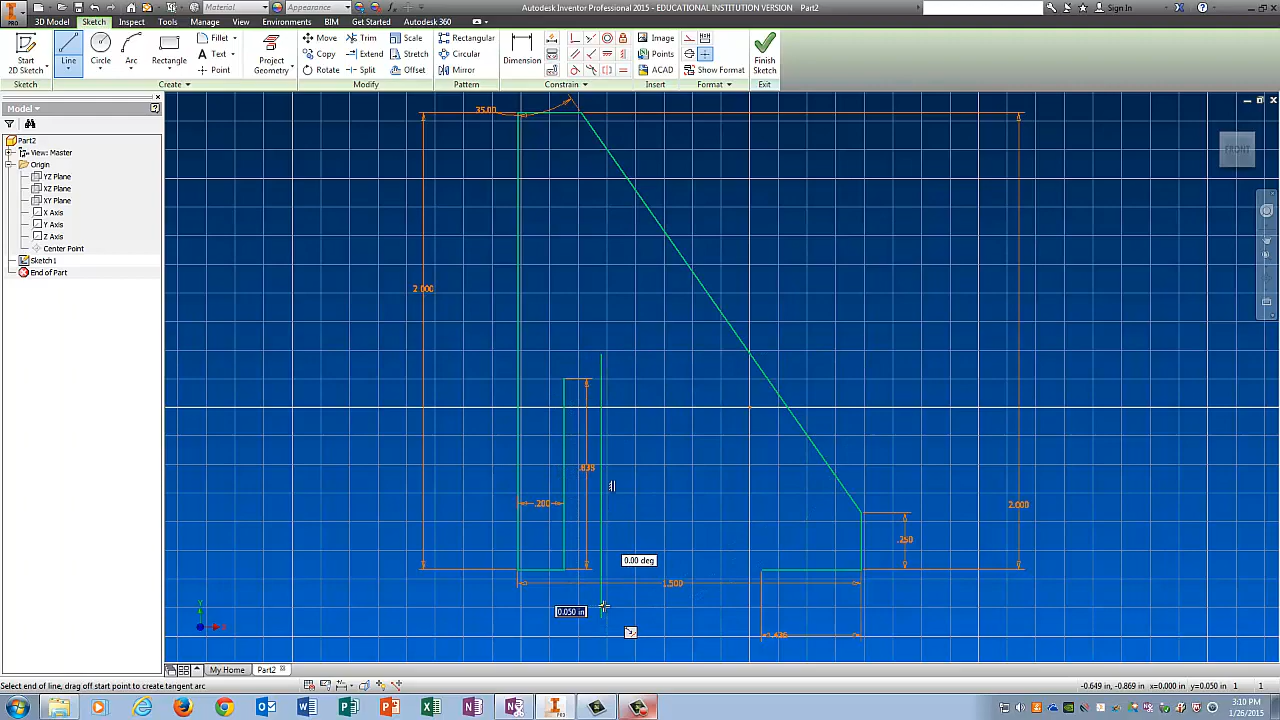 Material
Appearance
Autodesk Inventor Professional 2015 - EDUCATIONAL INSTITUTION VERSION   Part2
Sign In
PRO
3D Model
Sketch
Inspect
Tools
Manage
View
Environments
BIM
Get Started
Autodesk 360
Start
2D Sketch
Line
Circle
Arc
Rectangle
Fillet
Text
Point
Project
Geometry
Move
Copy
Rotate
Trim
Extend
Split
Scale
Stretch
Offset
Rectangular
Circular
Mirror
Dimension
Image
Points
ACAD
Show Format
Finish
Sketch
Sketch
Create
Modify
Pattern
Constrain
Insert
Format
Exit
Model
Part2
View: Master
Origin
YZ Plane
XZ Plane
XY Plane
X Axis
Y Axis
Z Axis
Center Point
Sketch1
End of Part
35.00
FRONT
2.000
.838
.200
2.000
.250
0.00 deg
1.500
0.050 in
Y
My Home
Part2
Select end of line, drag off start point to create tangent arc
-0.649 in, -0.869 in
x=0.000 in
y=0.050 in
1
1
3:10 PM
1/26/2015